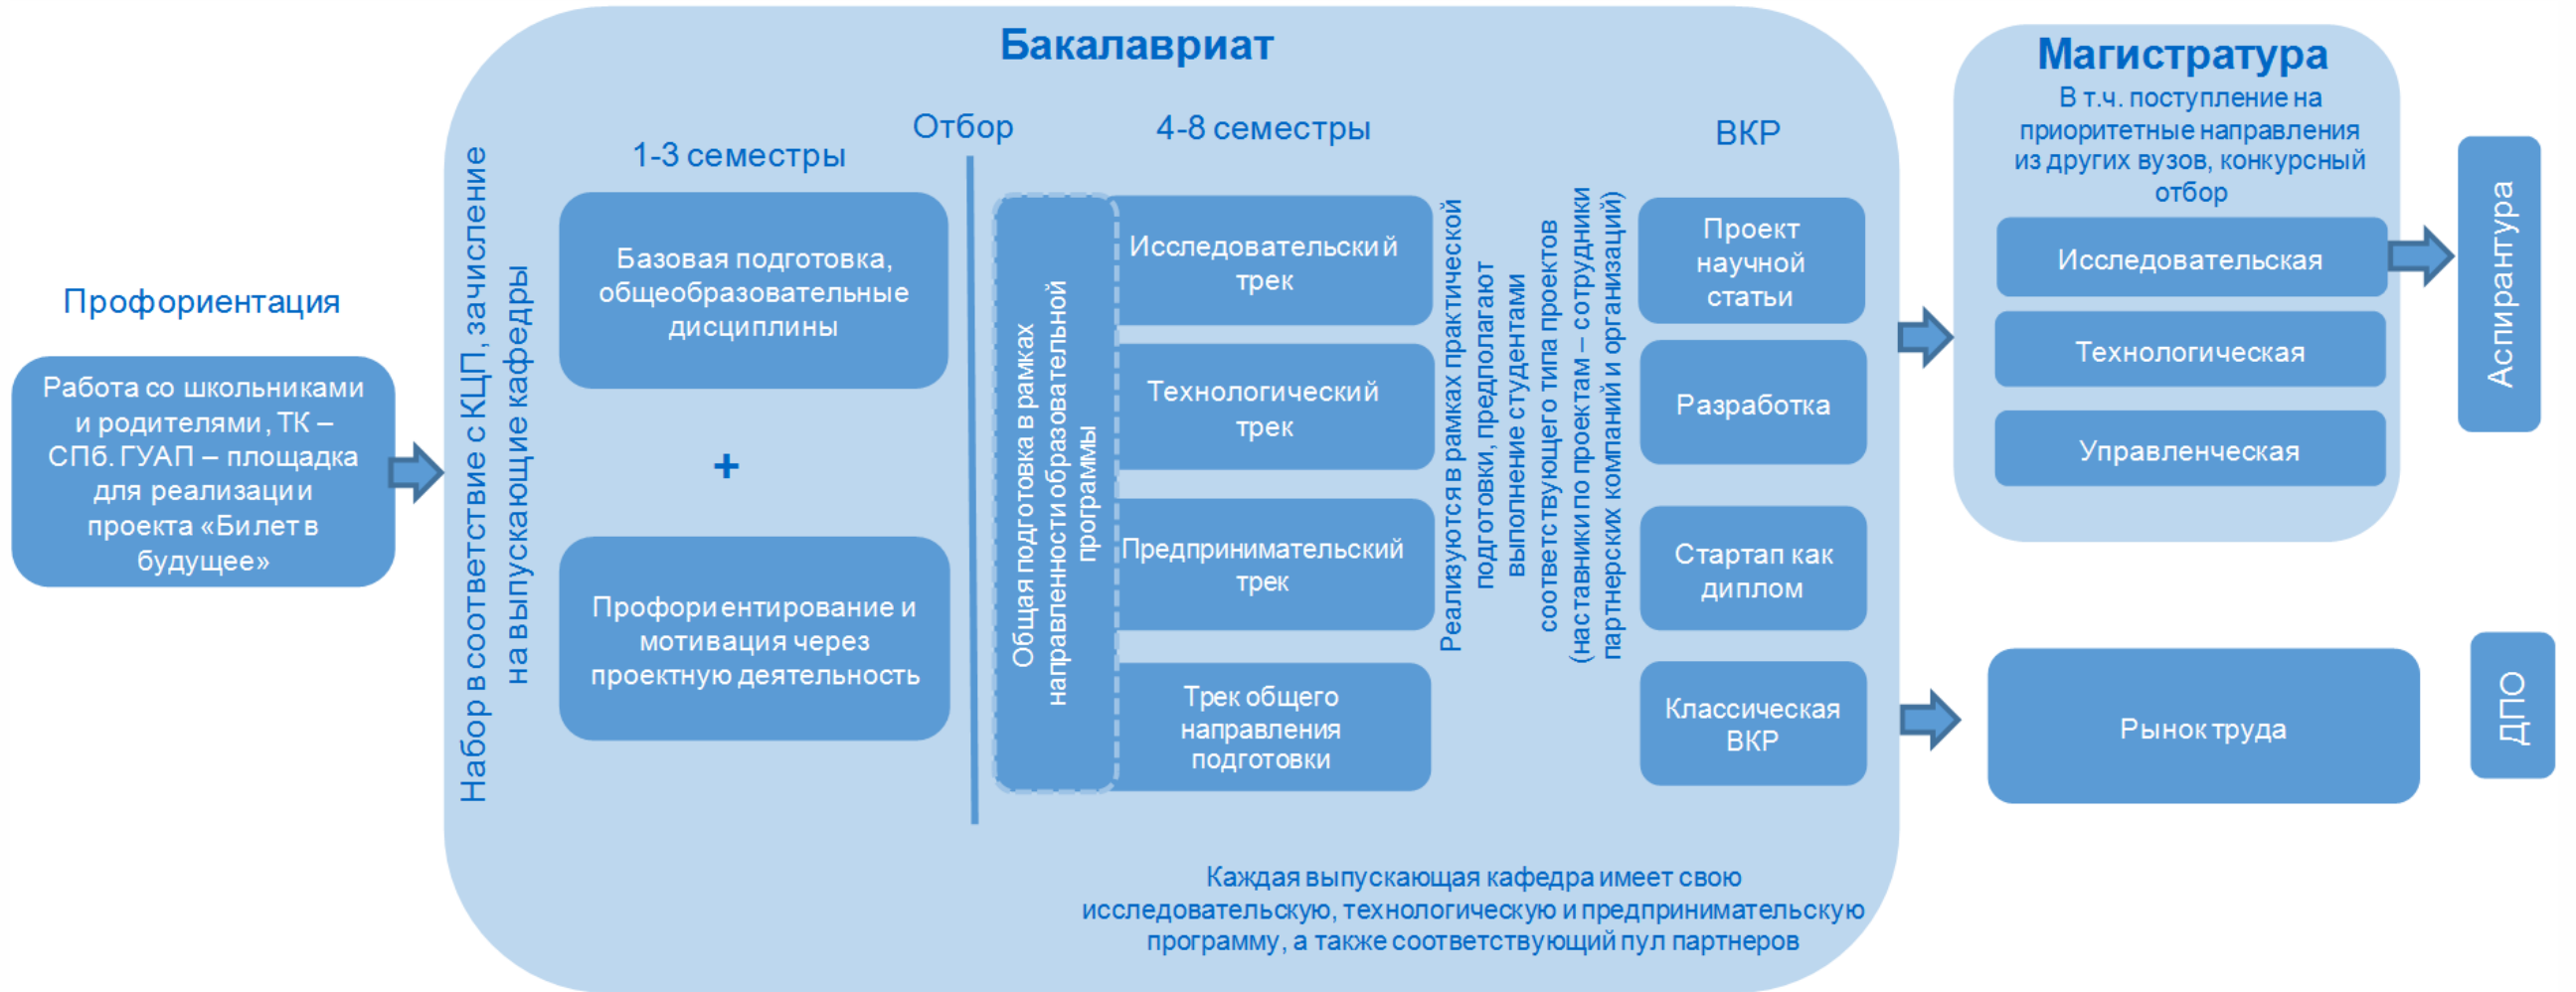 Профориентация
Работа со школьниками
и родителями, ТК –
СПб. ГУАП – площадка
для реализации
проекта «Билет в
будущее»
Бакалавриат
Набор в соответствие с КЦП, зачисление
на выпускающие кафедры
1-3 семестры
Базовая подготовка,
общеобразовательные
дисциплины
+
Профориентирование и
мотивация через
проектную деятельность
Отбор
4-8 семестры
Общая подготовка в рамках
направленности образовательной
программы
Исследовательский
трек
Технологический
трек
Предпринимательский
трек
Трек общего
направления
подготовки
Реализуются в рамках практической
подготовки, предполагают
выполнение студентами
соответствующего типа проектов
(наставники по проектам – сотрудники
партнерских компаний и организаций)
ВКР
Проект
научной
статьи
Разработка
Стартап как
диплом
Классическая
ВКР
Каждая выпускающая кафедра имеет свою
исследовательскую, технологическую и предпринимательскую
программу, а также соответствующий пул партнеров
Магистратура
В т.ч. поступление на
приоритетные направления
из других вузов, конкурсный
отбор
Исследовательская
Технологическая
Управленческая
Аспирантура
Рынок труда
ДПО